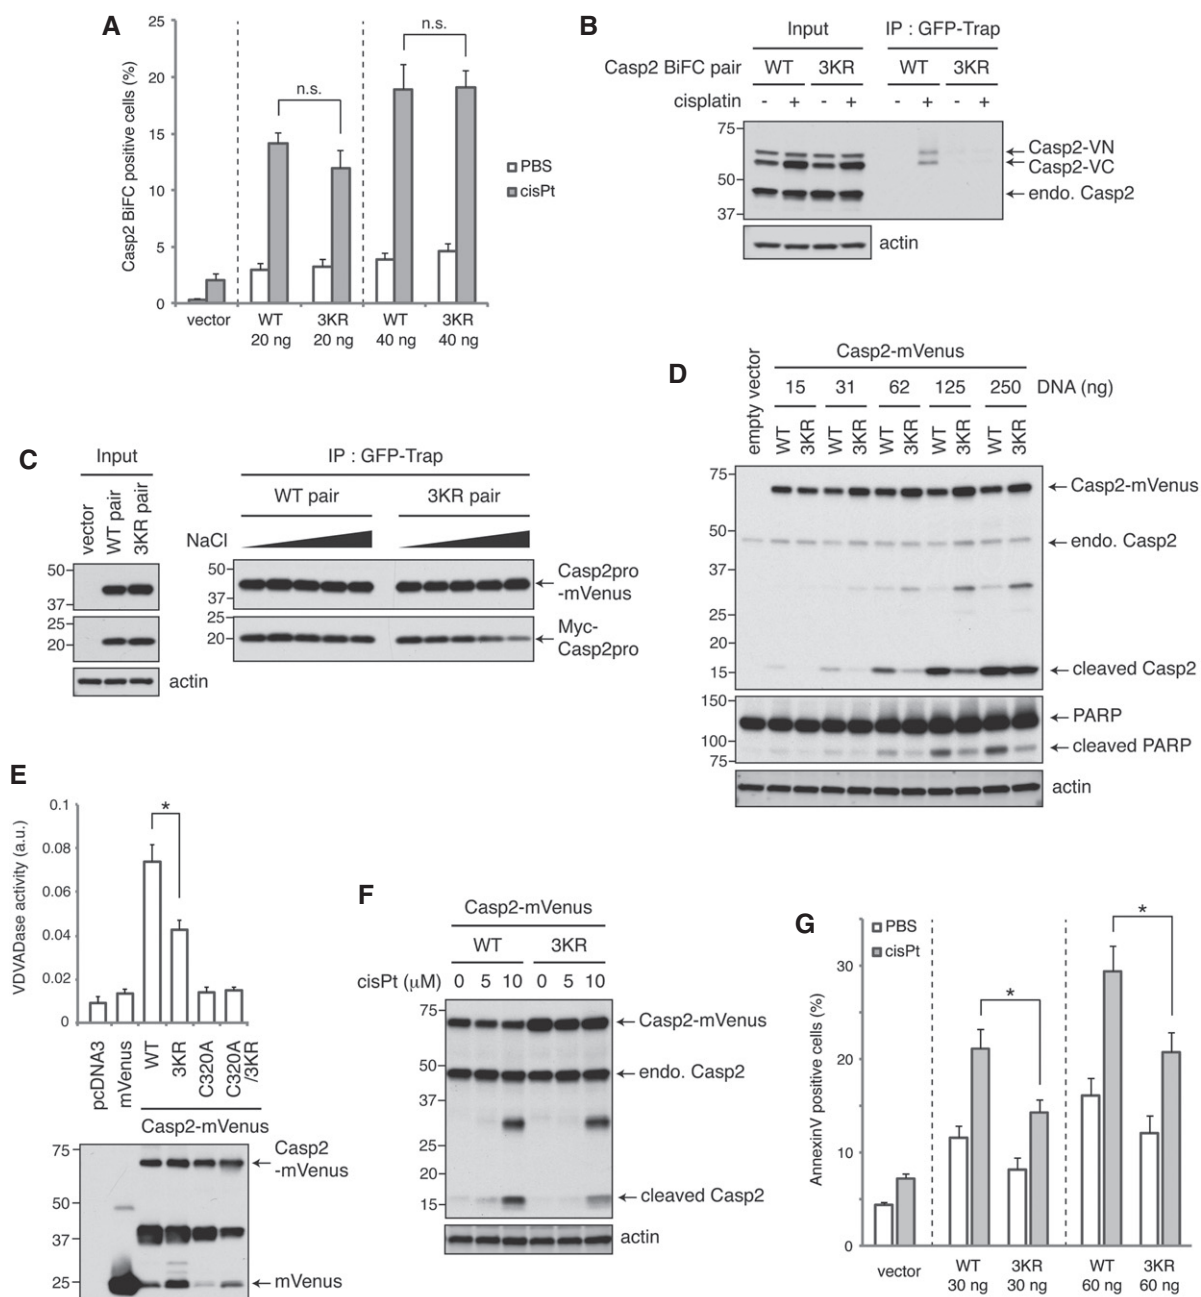 A
25
20
15
10
5
0
Casp2 BiFC positive cells (%)
n.s.
n.s.
PBS
cisPt
vector
WT
20 ng
3KR
20 ng
WT
40 ng
3KR
40 ng
B
Input
IP : GFP-Trap
Casp2 BiFC pair
WT
3KR
WT
3KR
cisplatin
- + - + - + - +
75
50
37
Casp2-VN
Casp2-VC
endo. Casp2
actin
C
Input
IP : GFP-Trap
vector
WT pair
3KR pair
WT pair
3KR pair
NaCl
50
37
25
20
50
37
25
20
Casp2pro
-mVenus
Myc-
Casp2pro
actin
D
Casp2-mVenus
empty vector
15 31 62 125 250 DNA (ng)
WT 3KR WT 3KR WT 3KR WT 3KR WT 3KR
75
50
37
25
20
15
Casp2-mVenus
endo. Casp2
cleaved Casp2
150
100
75
PARP
cleaved PARP
actin
E
0.1
0.08
0.06
0.04
0.02
0
VDVADase activity (a.u.)
*
pcDNA3
mVenus
WT
3KR
C320A
C320A
/3KR
Casp2-mVenus
75
50
37
25
Casp2
-mVenus
mVenus
F
Casp2-mVenus
WT 3KR
cisPt (μM) 0 5 10 0 5 10
75
50
37
25
20
15
Casp2-mVenus
endo. Casp2
cleaved Casp2
actin
G
PBS
cisPt
30
20
10
0
AnnexinV positive cells (%)
*
*
vector
WT
30 ng
3KR
30 ng
WT
60 ng
3KR
60 ng